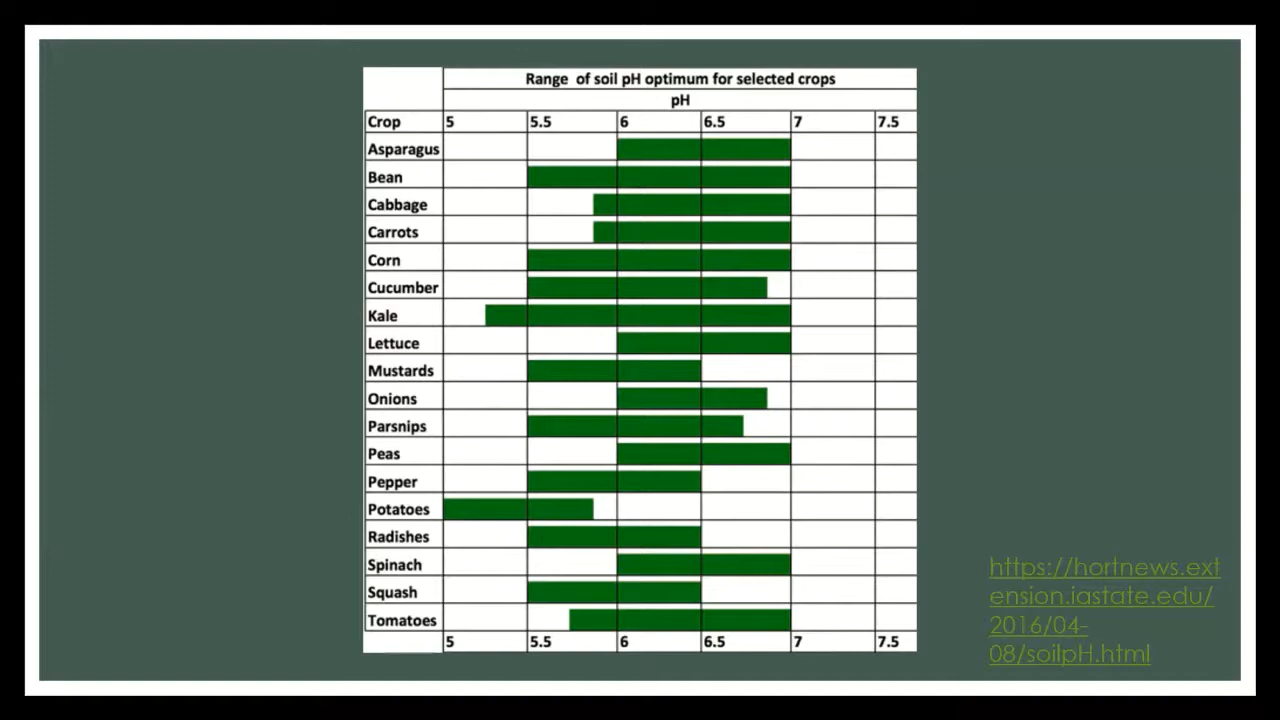 Range of soil pH optimum for selected crops
pH
Crop 5 5.5 6 6.5 7 7.5
Asparagus
Bean
Cabbage
Carrots
Corn
Cucumber
Kale
Lettuce
Mustards
Onions
Parsnips
Peas
Pepper
Potatoes
Radishes
Spinach
Squash
Tomatoes
5 5.5 6 6.5 7 7.5
https://hortnews.ext
ension.iastate.edu/
2016/04-
08/soilpH.html